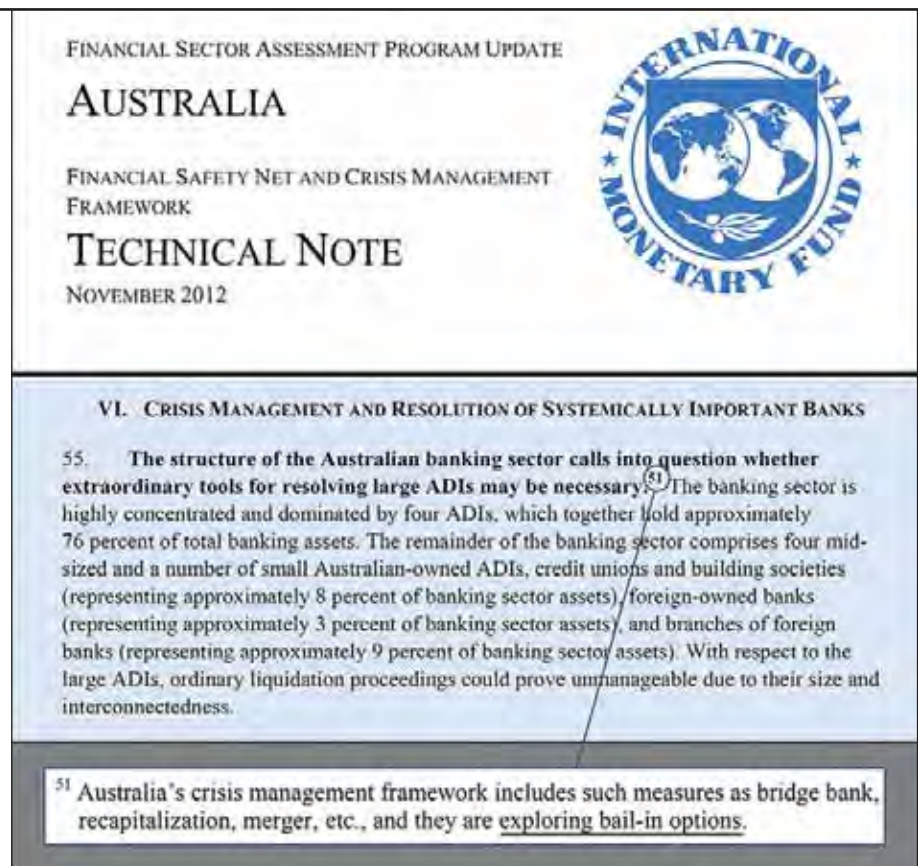 FINANCIAL SECTOR ASSESSMENT PROGRAM UPDATE
AUSTRALIA
FINANCIAL SAFETY NET AND CRISIS MANAGEMENT
FRAMEWORK
TECHNICAL NOTE
NOVEMBER 2012
INTERNATIONAL MONETARY FUND
VI. CRISIS MANAGEMENT AND RESOLUTION OF SYSTEMICALLY IMPORTANT BANKS
55. The structure of the Australian banking sector calls into question whether
extraordinary tools for resolving large ADIs may be necessary.51 The banking sector is
highly concentrated and dominated by four ADIs, which together hold approximately
76 percent of total banking assets. The remainder of the banking sector comprises four mid-
sized and a number of small Australian-owned ADIs, credit unions and building societies
(representing approximately 8 percent of banking sector assets), foreign-owned banks
(representing approximately 3 percent of banking sector assets), and branches of foreign
banks (representing approximately 9 percent of banking sector assets). With respect to the
large ADIs, ordinary liquidation proceedings could prove unmanageable due to their size and
interconnectedness.
51 Australia's crisis management framework includes such measures as bridge bank,
recapitalization, merger, etc., and they are exploring bail-in options.